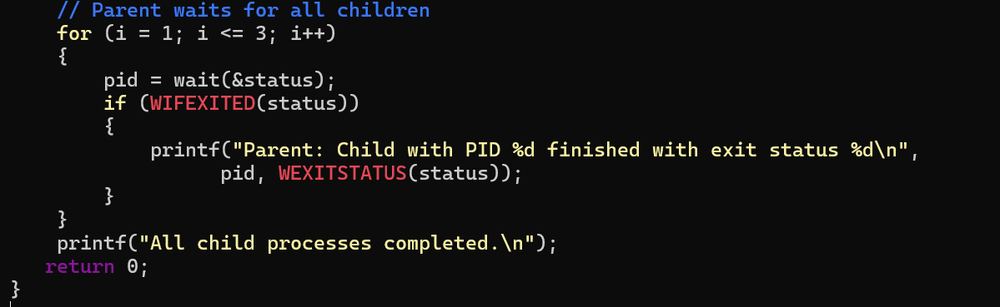 // Parent waits for all children
for (i = 1; i <= 3; i++)
{
pid = wait(&status);
if (WIFEXITED(status))
{
printf("Parent: Child with PID %d finished with exit status %d\n",
pid, WEXITSTATUS(status));
}
}
printf("All child processes completed.\n");
return 0;
}